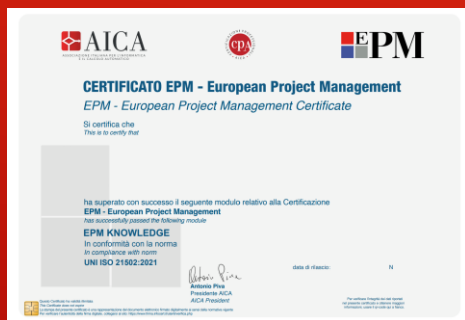 AICA
ASSOCIAZIONE ITALIANA PER L'INFORMATICA
E IL CALCOLO AUTOMATICO
CPA
EPM
CERTIFICATO EPM - European Project Management
EPM - European Project Management Certificate
Si certifica che
This is to certify that
ha superato con successo il seguente modulo relativo alla Certificazione
EPM - European Project Management
has successfully passed the following module
EPM KNOWLEDGE
In conformità con la norma
In compliance with norm
UNI ISO 21502:2021
Antonio Piva
Presidente AICA
AICA President
data di rilascio:
N